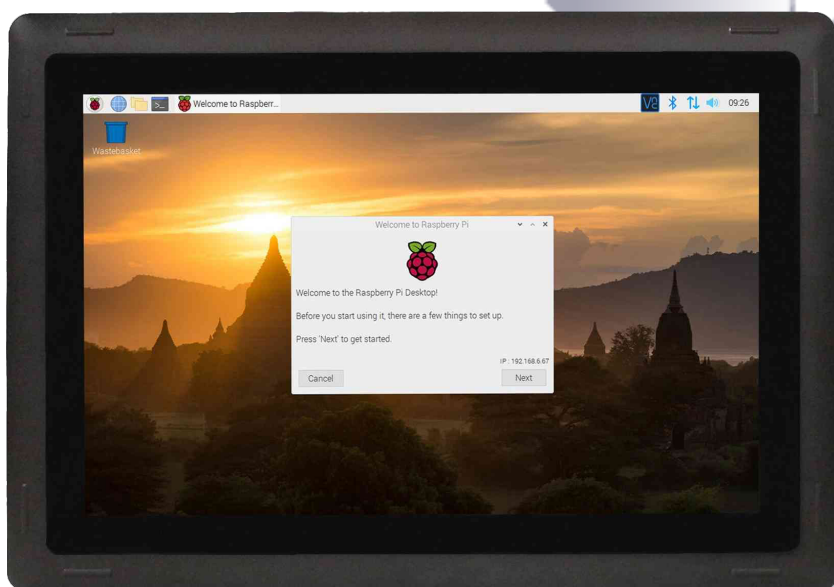 Welcome to Raspberr...
V2
09:26
Wastebasket
Welcome to Raspberry Pi
Welcome to the Raspberry Pi Desktop!
Before you start using it, there are a few things to set up.
Press 'Next' to get started.
IP : 192.168.6.67
Cancel
Next